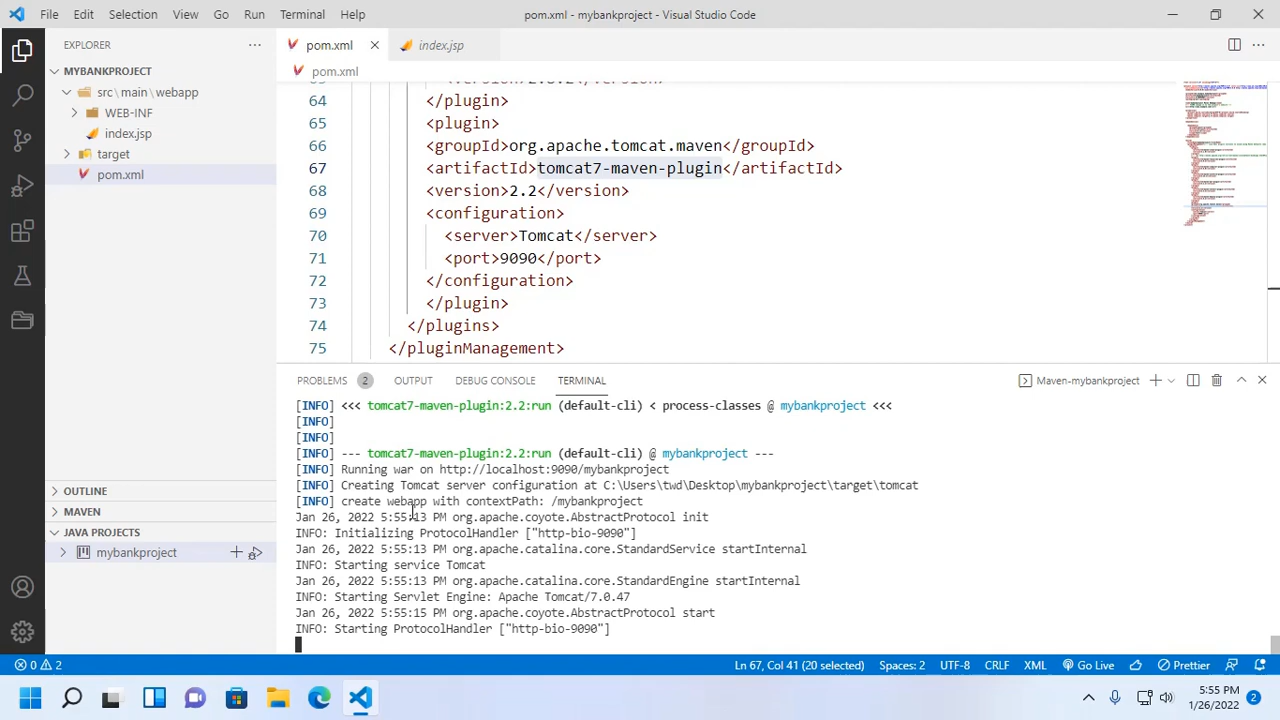 File Edit Selection View Go Run Terminal Help pom.xml - mybankproject - Visual Studio Code
EXPLORER
MYBANKPROJECT
src\main\webapp
WEB-INF
index.jsp
target
pom.xml
OUTLINE
MAVEN
JAVA PROJECTS
mybankproject
pom.xml index.jsp
pom.xml
64 </plugin>
65 <plugin>
66 <groupId>org.apache.tomcat.maven</groupId>
67 <artifactId>tomcat7-maven-plugin</artifactId>
68 <version>2.2</version>
69 <configuration>
70 <server>Tomcat</server>
71 <port>9090</port>
72 </configuration>
73 </plugin>
74 </plugins>
75 </pluginManagement>
PROBLEMS 2 OUTPUT DEBUG CONSOLE TERMINAL Maven-mybankproject
[INFO] <<< tomcat7-maven-plugin:2.2:run (default-cli) < process-classes @ mybankproject <<<
[INFO]
[INFO]
[INFO] --- tomcat7-maven-plugin:2.2:run (default-cli) @ mybankproject ---
[INFO] Running war on http://localhost:9090/mybankproject
[INFO] Creating Tomcat server configuration at C:\Users\twd\Desktop\mybankproject\target\tomcat
[INFO] create webapp with contextPath: /mybankproject
Jan 26, 2022 5:55:13 PM org.apache.coyote.AbstractProtocol init
INFO: Initializing ProtocolHandler ["http-bio-9090"]
Jan 26, 2022 5:55:13 PM org.apache.catalina.core.StandardService startInternal
INFO: Starting service Tomcat
Jan 26, 2022 5:55:13 PM org.apache.catalina.core.StandardEngine startInternal
INFO: Starting Servlet Engine: Apache Tomcat/7.0.47
Jan 26, 2022 5:55:15 PM org.apache.coyote.AbstractProtocol start
INFO: Starting ProtocolHandler ["http-bio-9090"]
0 2 Ln 67, Col 41 (20 selected) Spaces: 2 UTF-8 CRLF XML Go Live Prettier
5:55 PM
1/26/2022 2